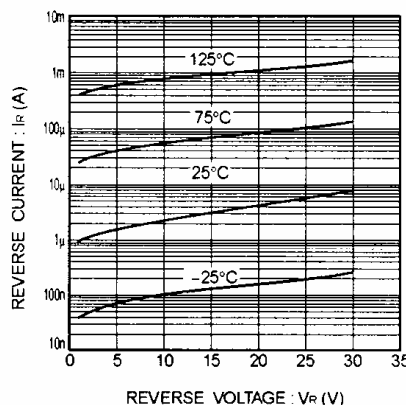 10m
1m
100μ
10μ
1μ
100n
10n
REVERSE CURRENT : IR (A)
125°C
75°C
25°C
−25°C
0 5 10 15 20 25 30 35
REVERSE VOLTAGE : VR (V)